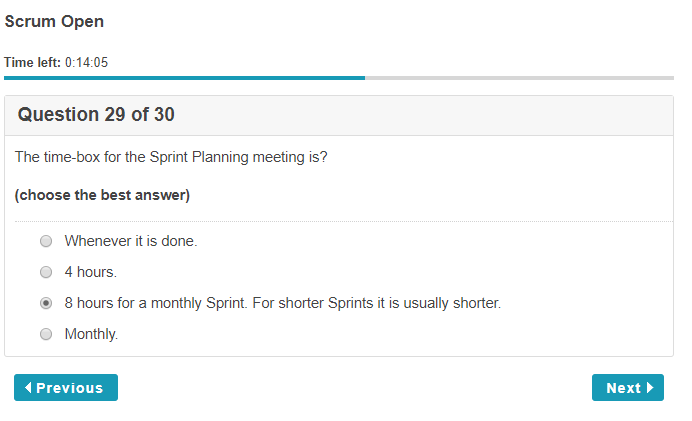 Scrum Open
Time left: 0:14:05
Question 29 of 30
The time-box for the Sprint Planning meeting is?
(choose the best answer)
Whenever it is done.
4 hours.
8 hours for a monthly Sprint. For shorter Sprints it is usually shorter.
Monthly.
Previous
Next